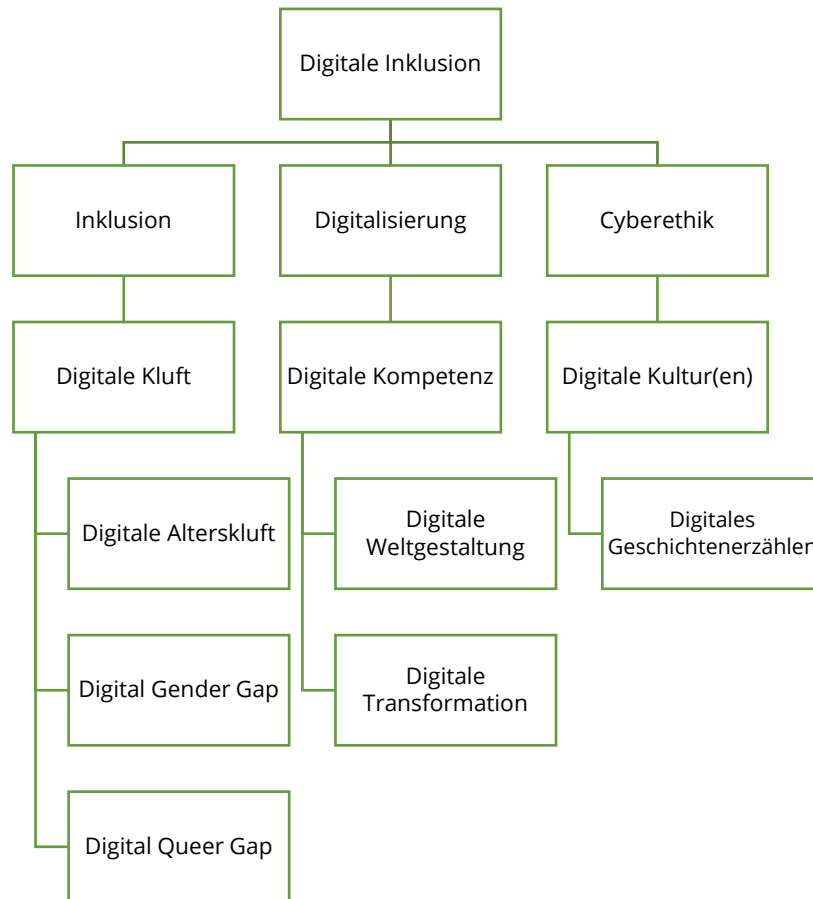 Digitale Inklusion
Inklusion
Digitalisierung
Cyberethik
Digitale Kluft
Digitale Kompetenz
Digitale Kultur(en)
Digitale Alterskluft
Digitale
Weltgestaltung
Digitales
Geschichtenerzählen
Digital Gender Gap
Digitale
Transformation
Digital Queer Gap